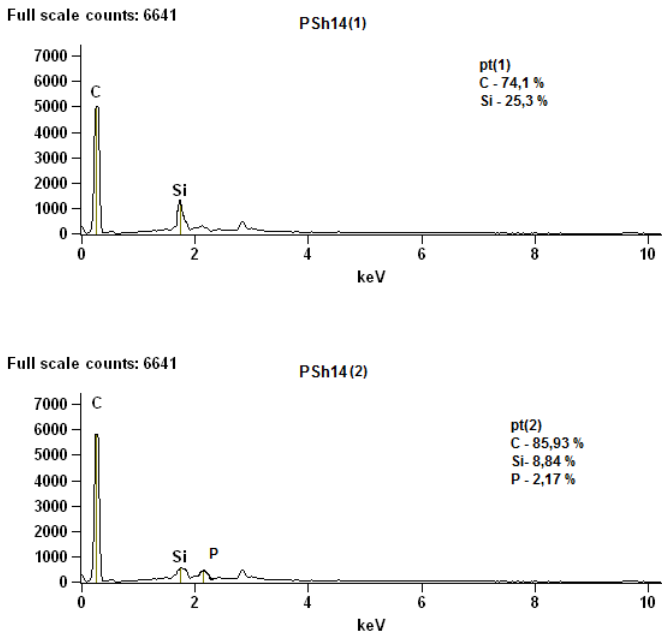 Full scale counts: 6641
PSh14(1)
7000
6000
5000
4000
3000
2000
1000
0
C
Si
pt(1)
C - 74,1 %
Si - 25,3 %
0 2 4 6 8 10
keV
Full scale counts: 6641
PSh14(2)
7000
6000
5000
4000
3000
2000
1000
0
C
Si
P
pt(2)
C - 85,93 %
Si- 8,84 %
P - 2,17 %
0 2 4 6 8 10
keV